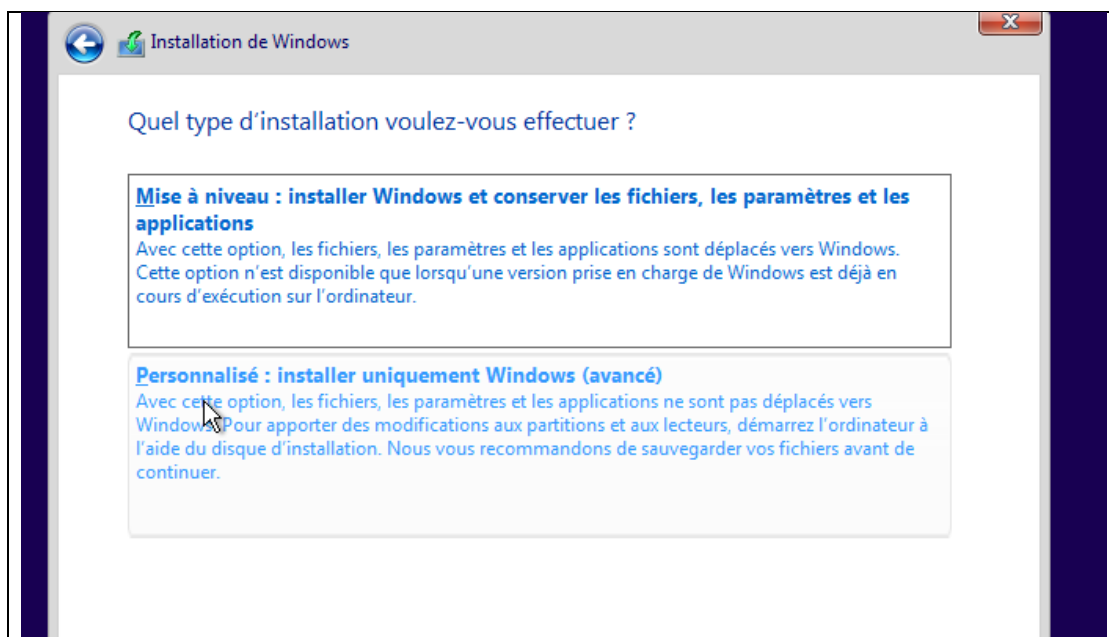 Installation de Windows
Quel type d’installation voulez-vous effectuer ?
Mise à niveau : installer Windows et conserver les fichiers, les paramètres et les
applications
Avec cette option, les fichiers, les paramètres et les applications sont déplacés vers Windows.
Cette option n’est disponible que lorsqu’une version prise en charge de Windows est déjà en
cours d’exécution sur l’ordinateur.
Personnalisé : installer uniquement Windows (avancé)
Avec cette option, les fichiers, les paramètres et les applications ne sont pas déplacés vers
Windows. Pour apporter des modifications aux partitions et aux lecteurs, démarrez l’ordinateur à
l’aide du disque d’installation. Nous vous recommandons de sauvegarder vos fichiers avant de
continuer.